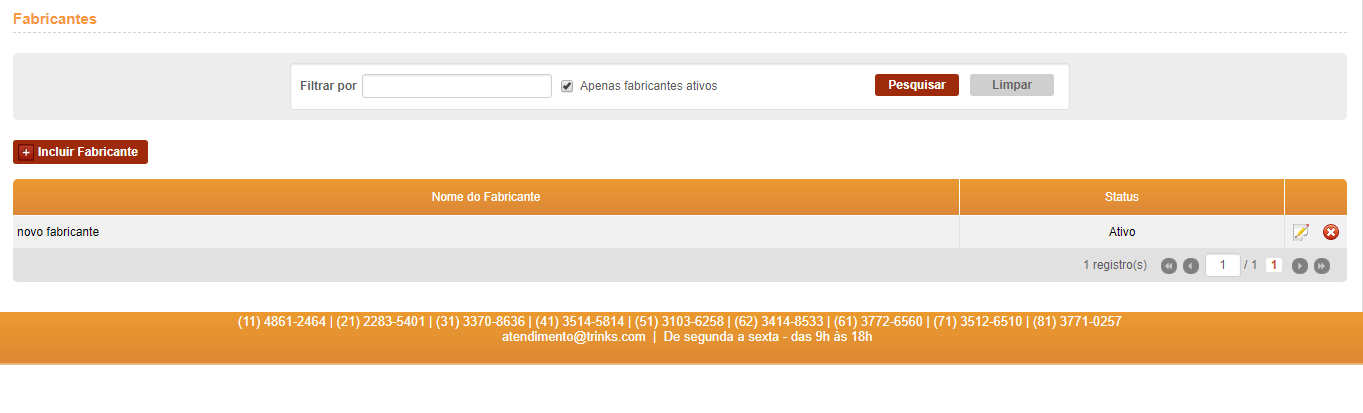 Fabricantes
Filtrar por Apenas fabricantes ativos Pesquisar Limpar
Incluir Fabricante
Nome do Fabricante Status
novo fabricante Ativo
1 registro(s) 1 / 1 1
(11) 4861-2464 | (21) 2283-5401 | (31) 3370-8636 | (41) 3514-5814 | (51) 3103-6258 | (62) 3414-8533 | (61) 3772-6560 | (71) 3512-6510 | (81) 3771-0257
atendimento@trinks.com | De segunda a sexta - das 9h às 18h